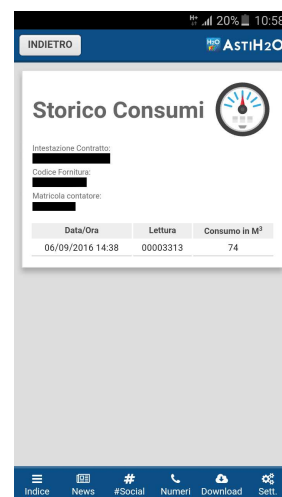 H+ 20% 10:58
INDIETRO
H2O ASTIH2O
Storico Consumi
Intestazione Contratto:
Codice Fornitura:
Matricola contatore:
Data/Ora Lettura Consumo in M³
06/09/2016 14:38 00003313 74
Indice News #Social Numeri Download Sett.